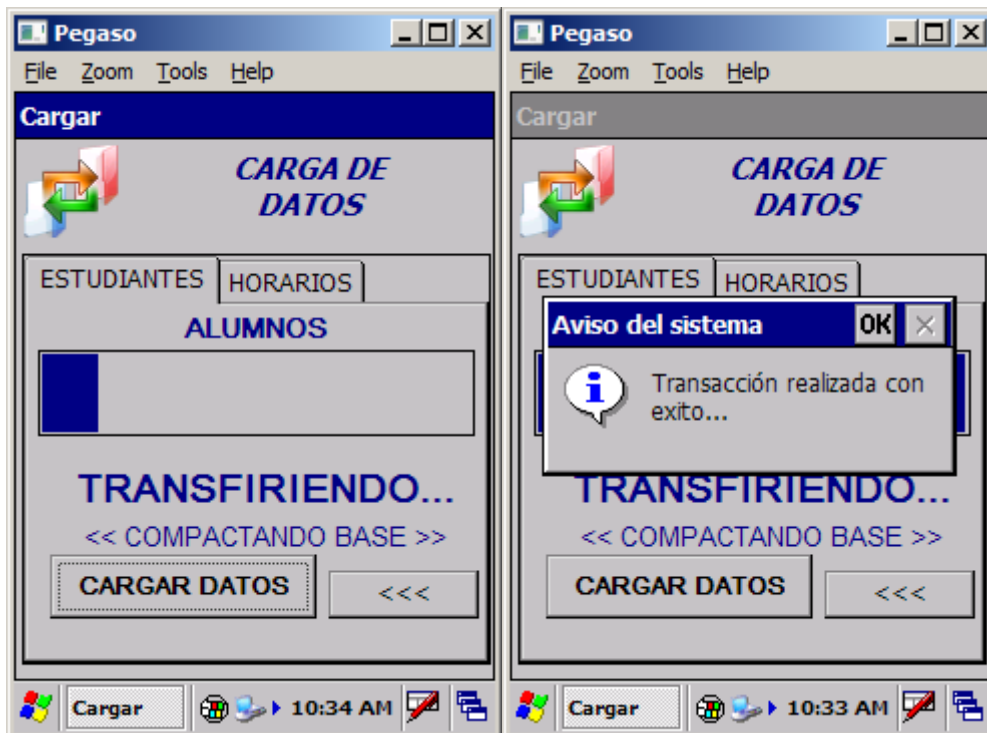 Pegaso
File Zoom Tools Help
Cargar
CARGA DE
DATOS
ESTUDIANTES HORARIOS
ALUMNOS
TRANSFIRIENDO...
<< COMPACTANDO BASE >>
CARGAR DATOS <<<
Cargar 10:34 AM
Pegaso
File Zoom Tools Help
Cargar
CARGA DE
DATOS
ESTUDIANTES HORARIOS
Aviso del sistema OK
Transacción realizada con
exito...
TRANSFIRIENDO...
<< COMPACTANDO BASE >>
CARGAR DATOS <<<
Cargar 10:33 AM